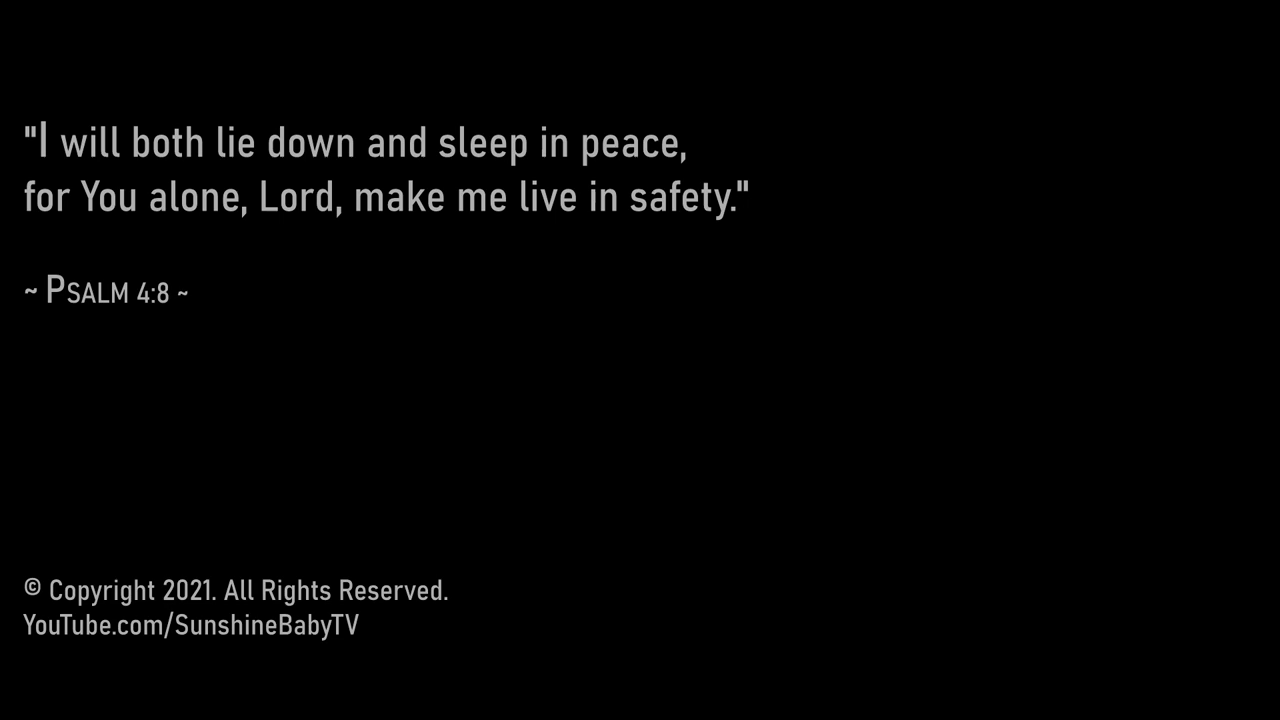 "I will both lie down and sleep in peace,
for You alone, Lord, make me live in safety."
~ PSALM 4:8 ~
© Copyright 2021. All Rights Reserved.
YouTube.com/SunshineBabyTV